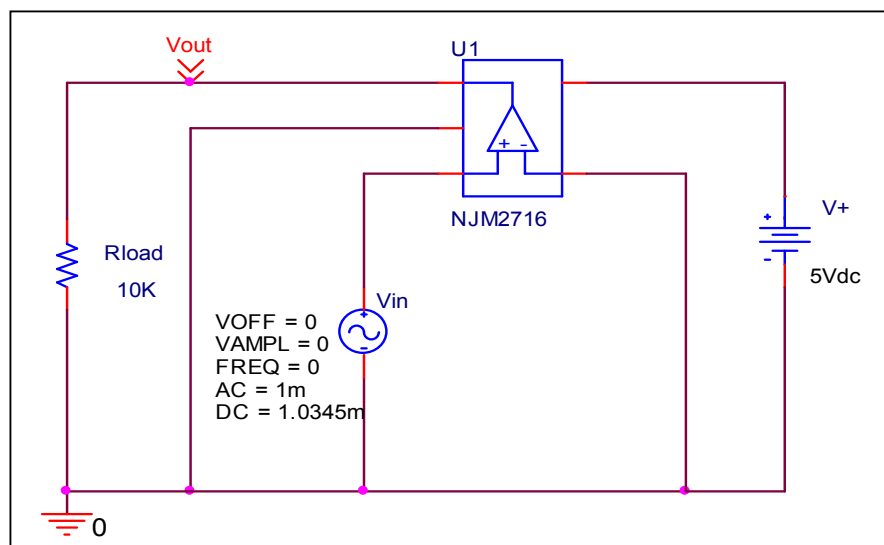 Vout
U1
+ -
NJM2716
Rload
10K
Vin
+
-
VOFF = 0
VAMPL = 0
FREQ = 0
AC = 1m
DC = 1.0345m
V+
+
-
5Vdc
0